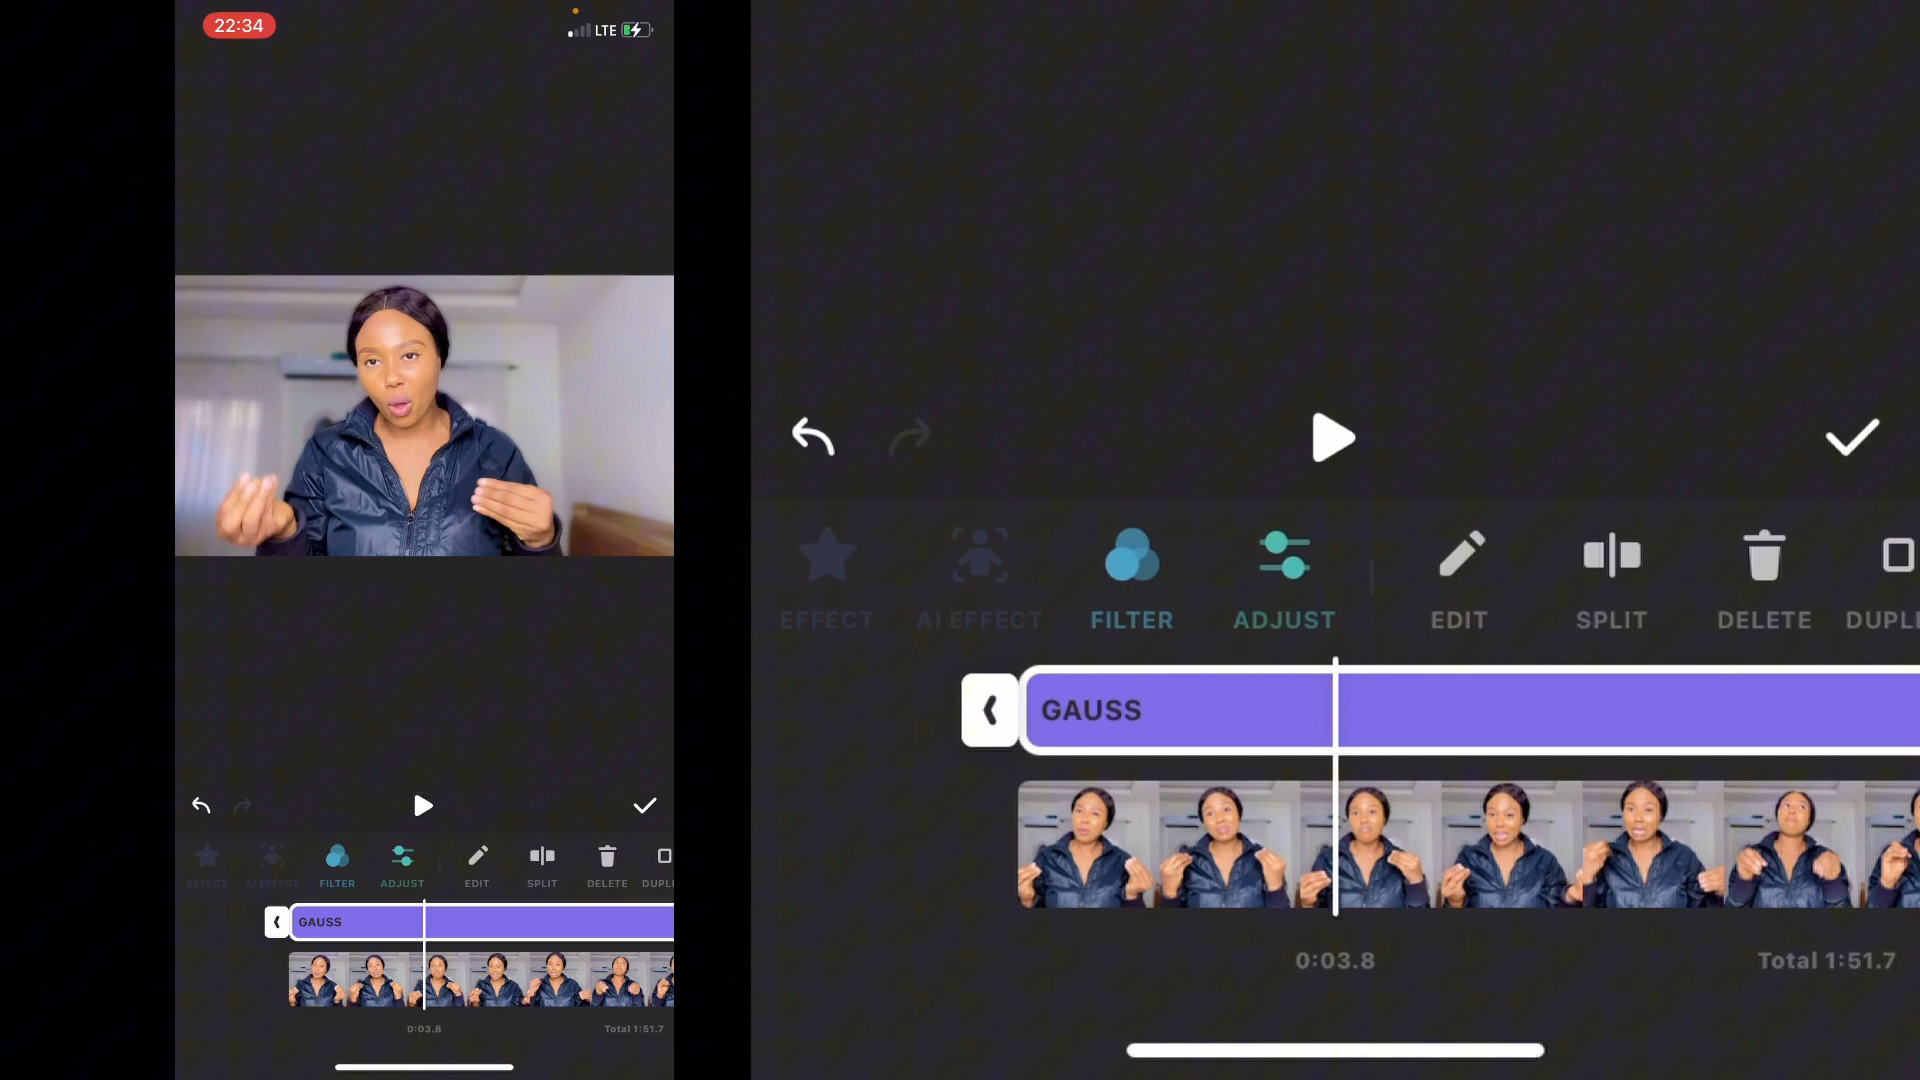 22:34
LTE
EFFECT
AI EFFECT
FILTER
ADJUST
EDIT
SPLIT
DELETE
DUPL
GAUSS
0:03.8
Total 1:51.7
EFFECT
AI EFFECT
FILTER
ADJUST
EDIT
SPLIT
DELETE
DUPL
GAUSS
0:03.8
Total 1:51.7